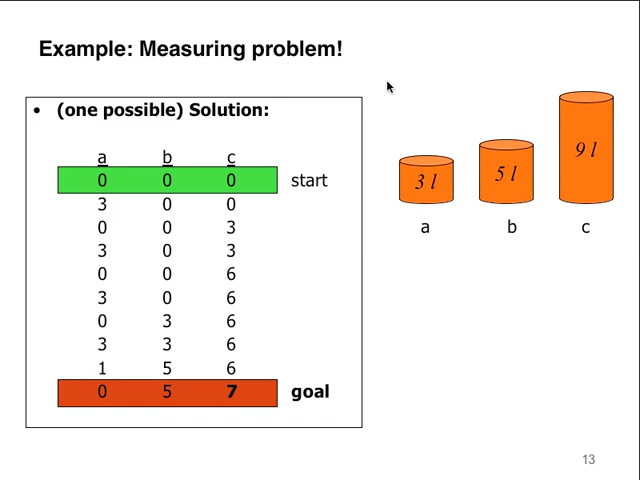 Example: Measuring problem!
• (one possible) Solution:
a b c
0 0 0 start
3 0 0
0 0 3
3 0 3
0 0 6
3 0 6
0 3 6
3 3 6
1 5 6
0 5 7 goal
3 l 5 l 9 l
a b c
13